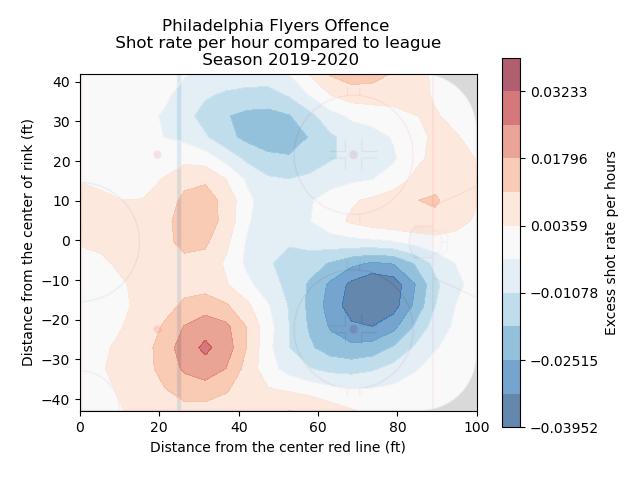 Philadelphia Flyers Offence
Shot rate per hour compared to league
Season 2019-2020
40
30
20
10
0
−10
−20
−30
−40
Distance from the center of rink (ft)
0 20 40 60 80 100
Distance from the center red line (ft)
0.03233
0.01796
0.00359
−0.01078
−0.02515
−0.03952
Excess shot rate per hours